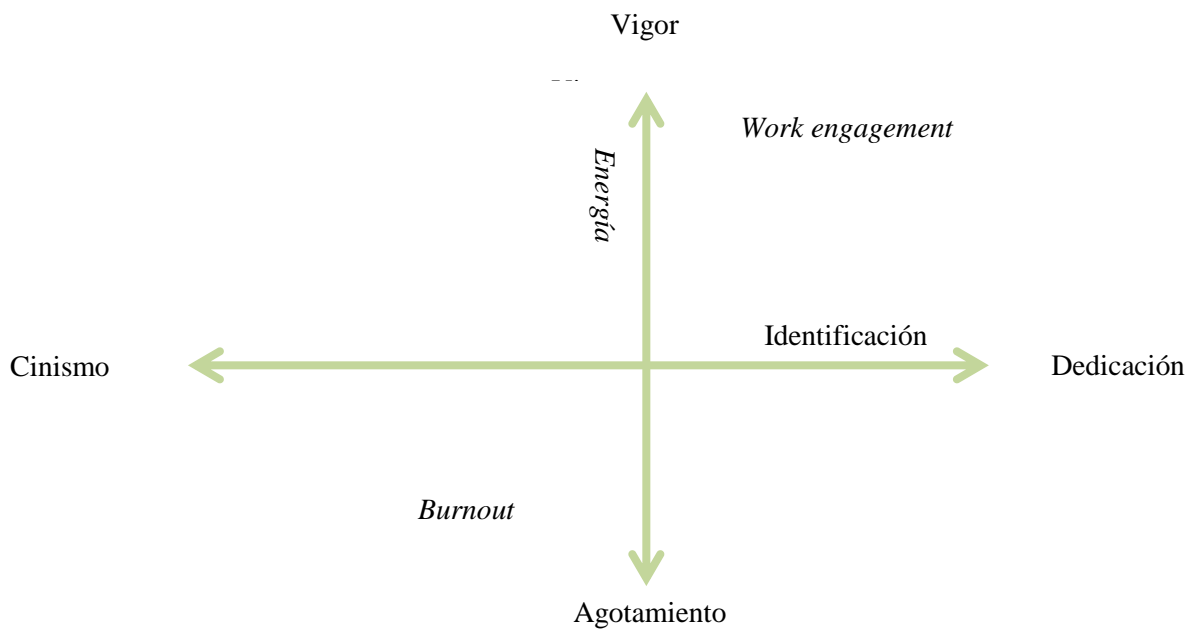 Vigor
Work engagement
Energía
Identificación
Cinismo
Dedicación
Burnout
Agotamiento